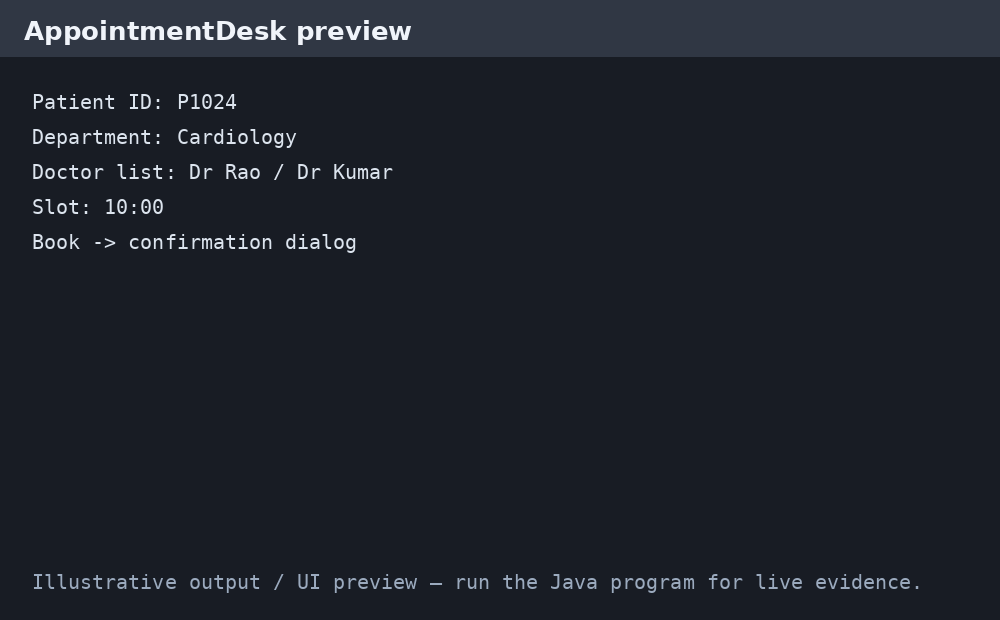 AppointmentDesk preview
Patient ID: P1024
Department: Cardiology
Doctor list: Dr Rao / Dr Kumar
Slot: 10:00
Book -> confirmation dialog
Illustrative output / UI preview — run the Java program for live evidence.